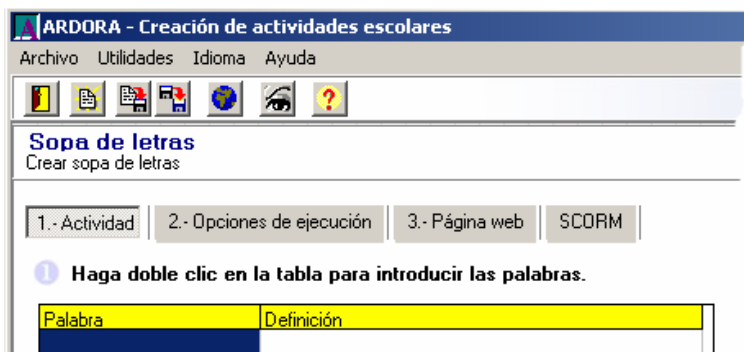 ARDORA - Creación de actividades escolares
Archivo Utilidades Idioma Ayuda
Sopa de letras
Crear sopa de letras
1.- Actividad 2.- Opciones de ejecución 3.- Página web SCORM
1 Haga doble clic en la tabla para introducir las palabras.
Palabra Definición